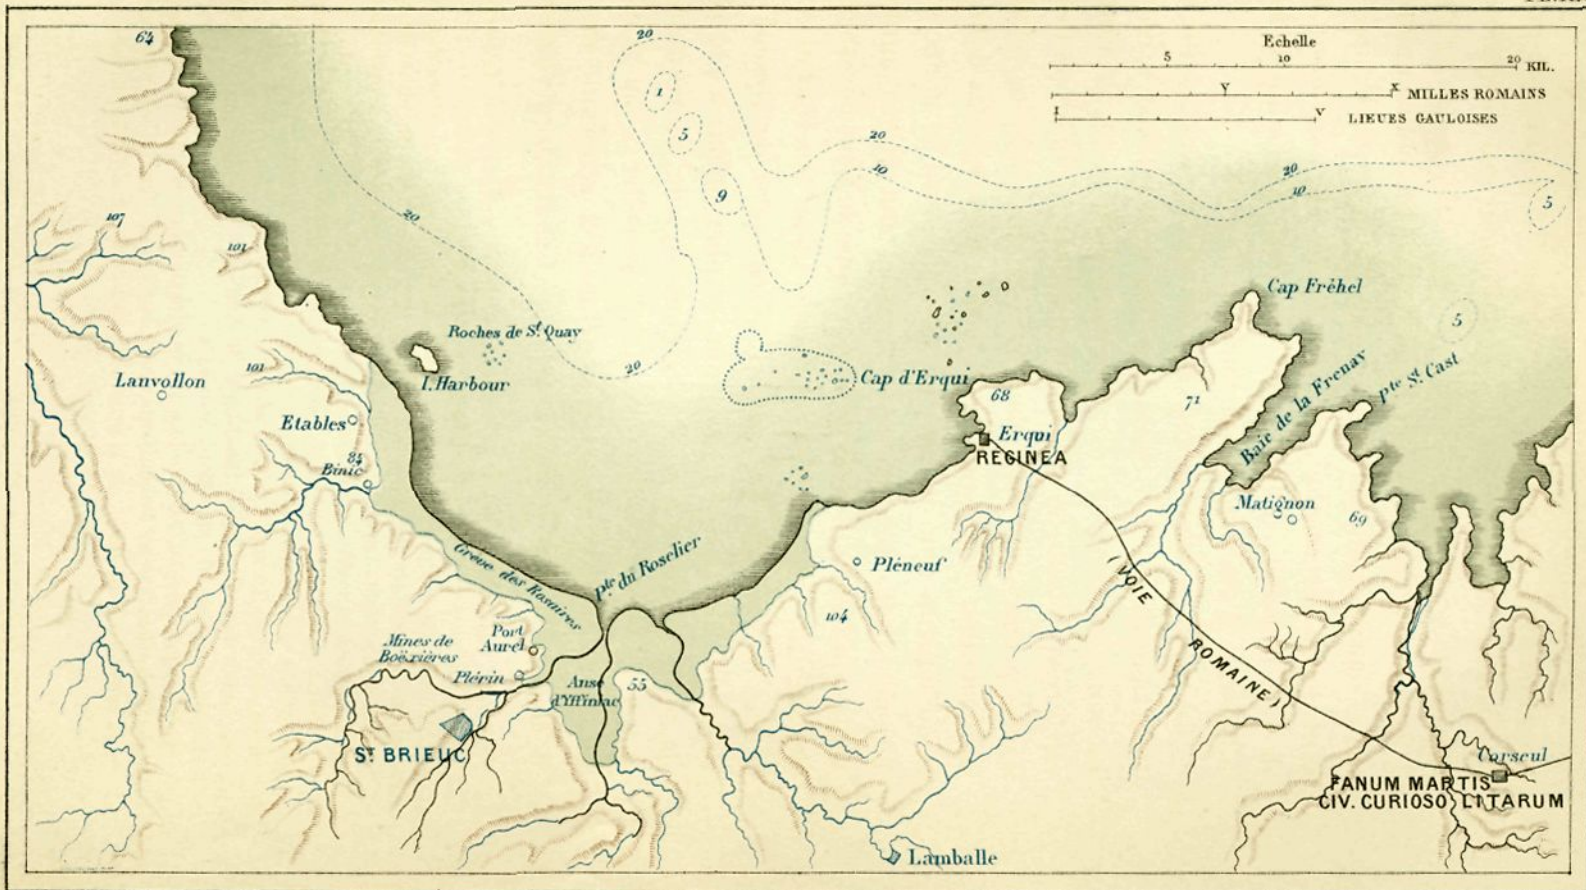 Echelle
5 10 20 KIL.
V X MILLES ROMAINS
I V LIEUES GAULOISES
64
20
1
5
9
20
10
20
10
5
107
101
20
Cap Fréhel
5
Roches de St. Quay
20
I. Harbour
101
Lanvollon
Cap d'Erqui
68
71
Baie de la Frenay
Pte St. Cast
Etables
84
Binic
Erqui
REGINEA
Matignon
69
Grève des Rosaires
Pte du Roselier
Pléneuf
(VOIE ROMAINE)
104
Port
Aurel
Mines de
Boëxières
Plérin
Anse
d'Yffiniac
55
ST. BRIEUC
Corseul
FANUM MARTIS
CIV. CURIOSOLITARUM
Lamballe